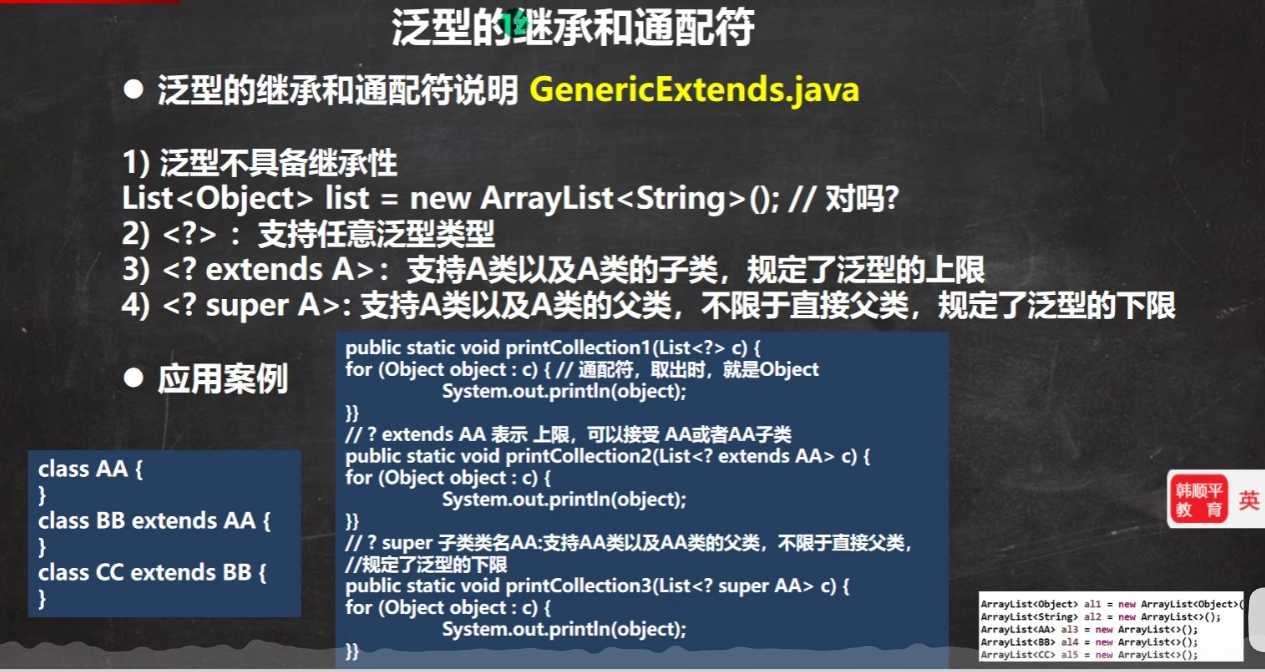 泛型的继承和通配符
● 泛型的继承和通配符说明 GenericExtends.java
1) 泛型不具备继承性
List<Object> list = new ArrayList<String>(); // 对吗?
2) <?> ：支持任意泛型类型
3) <? extends A>：支持A类以及A类的子类，规定了泛型的上限
4) <? super A>: 支持A类以及A类的父类，不限于直接父类，规定了泛型的下限
● 应用案例
class AA {
}
class BB extends AA {
}
class CC extends BB {
}
public static void printCollection1(List<?> c) {
for (Object object : c) { // 通配符，取出时，就是Object
System.out.println(object);
}}
// ? extends AA 表示 上限，可以接受 AA或者AA子类
public static void printCollection2(List<? extends AA> c) {
for (Object object : c) {
System.out.println(object);
}}
// ? super 子类类名AA:支持AA类以及AA类的父类，不限于直接父类，
//规定了泛型的下限
public static void printCollection3(List<? super AA> c) {
for (Object object : c) {
System.out.println(object);
}}
韩顺平
教 育
英
ArrayList<Object> al1 = new ArrayList<Object>(
ArrayList<String> al2 = new ArrayList<>();
ArrayList<AA> al3 = new ArrayList<>();
ArrayList<BB> al4 = new ArrayList<>();
ArrayList<CC> al5 = new ArrayList<>();